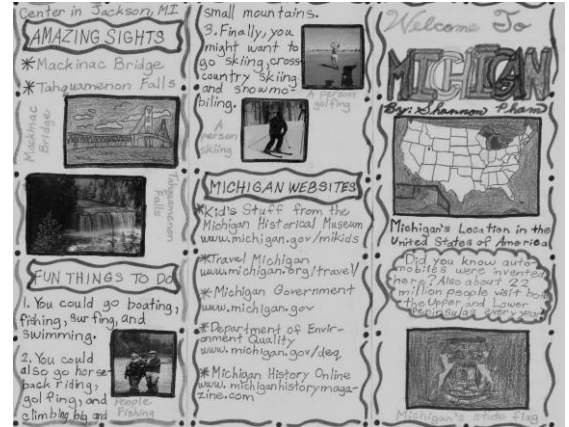 Center in Jackson, MI
AMAZING SIGHTS
*Mackinac Bridge
*Tahquamenon Falls
Mackinac
Bridge
Tahquamenon
Falls
FUN THINGS TO DO
1. You could go boating,
fishing, surfing, and
swimming.
2. You could
also go horse-
back riding,
golfing, and
climbing big and
People
Fishing
small mountains.
3. Finally, you
might want to
go skiing, cross-
country skiing
and snowmo-
biling.
A person
golfing
A
person
skiing
MICHIGAN WEBSITES
*Kid's Stuff from the
Michigan Historical Museum
www.michigan.gov/mikids
*Travel Michigan
www.michigan.org/travel/
*Michigan Government
www.michigan.gov
*Department of Envir-
onment Quality
www.michigan.gov/deq
*Michigan History Online
www.michiganhistorymaga-
zine.com
Welcome To
MICHIGAN
By: Shannon Pham
Michigan's Location in the
United States of America
Did you know auto-
mobiles were invented
here? Also about 22
million people visit both
the Upper and Lower
Peninsulas every year!
Michigan's state flag